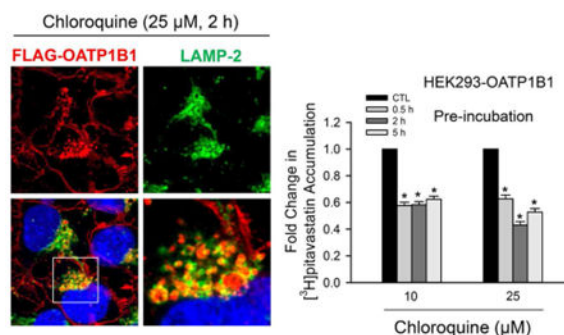 Chloroquine (25 µM, 2 h)
FLAG-OATP1B1
LAMP-2
HEK293-OATP1B1
Pre-incubation
CTL
0.5 h
2 h
5 h
Fold Change in
[³H]pitavastatin Accumulation
1.2
1.0
0.8
0.6
0.4
0.2
0.0
* * *
* * *
10
25
Chloroquine (µM)